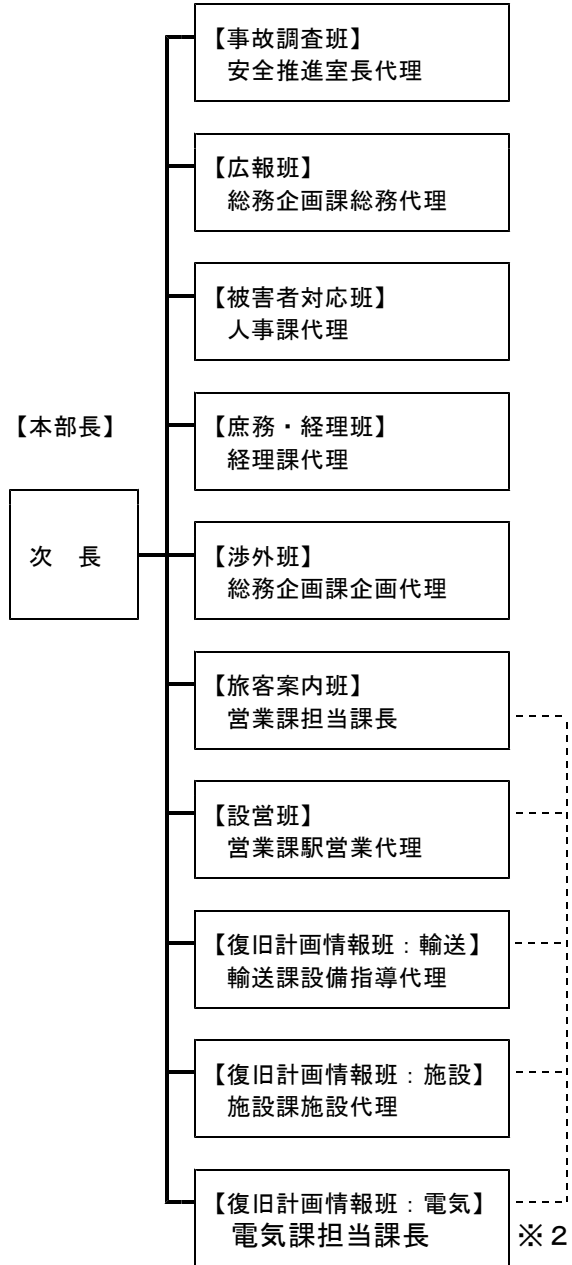 【事故調査班】
安全推進室長代理
【広報班】
総務企画課総務代理
【被害者対応班】
人事課代理
【本部長】
次　長
【庶務・経理班】
経理課代理
【渉外班】
総務企画課企画代理
【旅客案内班】
営業課担当課長
【設営班】
営業課駅営業代理
【復旧計画情報班：輸送】
輸送課設備指導代理
【復旧計画情報班：施設】
施設課施設代理
【復旧計画情報班：電気】
電気課担当課長
※２